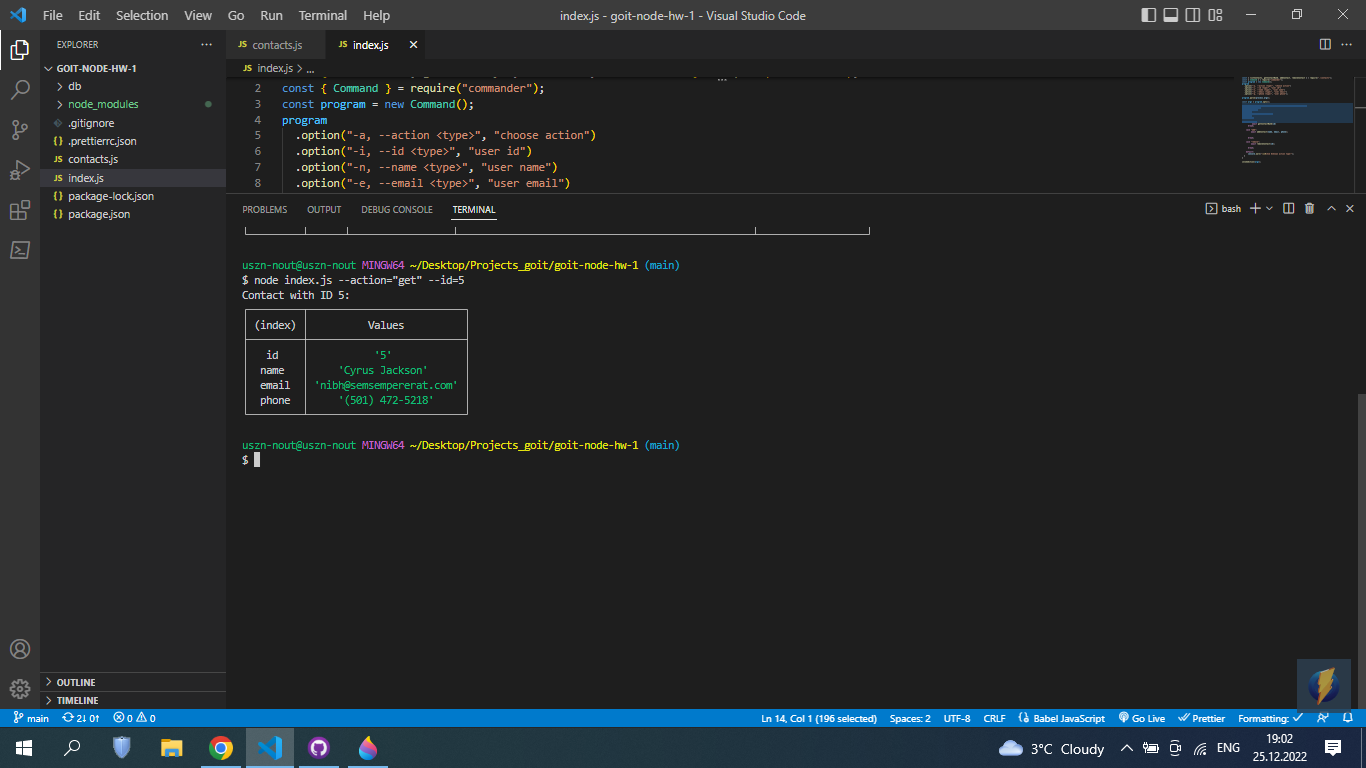 File Edit Selection View Go Run Terminal Help
index.js - goit-node-hw-1 - Visual Studio Code
EXPLORER
JS contacts.js
JS index.js
GOIT-NODE-HW-1
JS index.js > ...
db
node_modules
.gitignore
{} .prettierrc.json
JS contacts.js
JS index.js
{} package-lock.json
{} package.json
2 const { Command } = require("commander");
3 const program = new Command();
4 program
5 .option("-a, --action <type>", "choose action")
6 .option("-i, --id <type>", "user id")
7 .option("-n, --name <type>", "user name")
8 .option("-e, --email <type>", "user email")
PROBLEMS OUTPUT DEBUG CONSOLE TERMINAL
bash
uszn-nout@uszn-nout MINGW64 ~/Desktop/Projects_goit/goit-node-hw-1 (main)
$ node index.js --action="get" --id=5
Contact with ID 5:
(index) Values
id '5'
name 'Cyrus Jackson'
email 'nibh@semsempererat.com'
phone '(501) 472-5218'
uszn-nout@uszn-nout MINGW64 ~/Desktop/Projects_goit/goit-node-hw-1 (main)
$
OUTLINE
TIMELINE
main 2↓ 0↑ 0 0
Ln 14, Col 1 (196 selected) Spaces: 2 UTF-8 CRLF {} Babel JavaScript Go Live Prettier Formatting: ✓
3°C Cloudy
ENG
19:02
25.12.2022